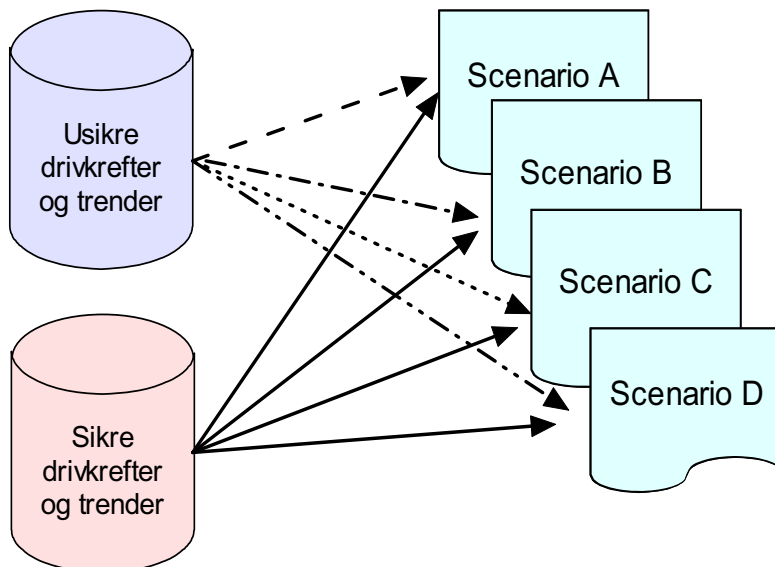 Usikre
drivkrefter
og trender
Sikre
drivkrefter
og trender
Scenario A
Scenario B
Scenario C
Scenario D